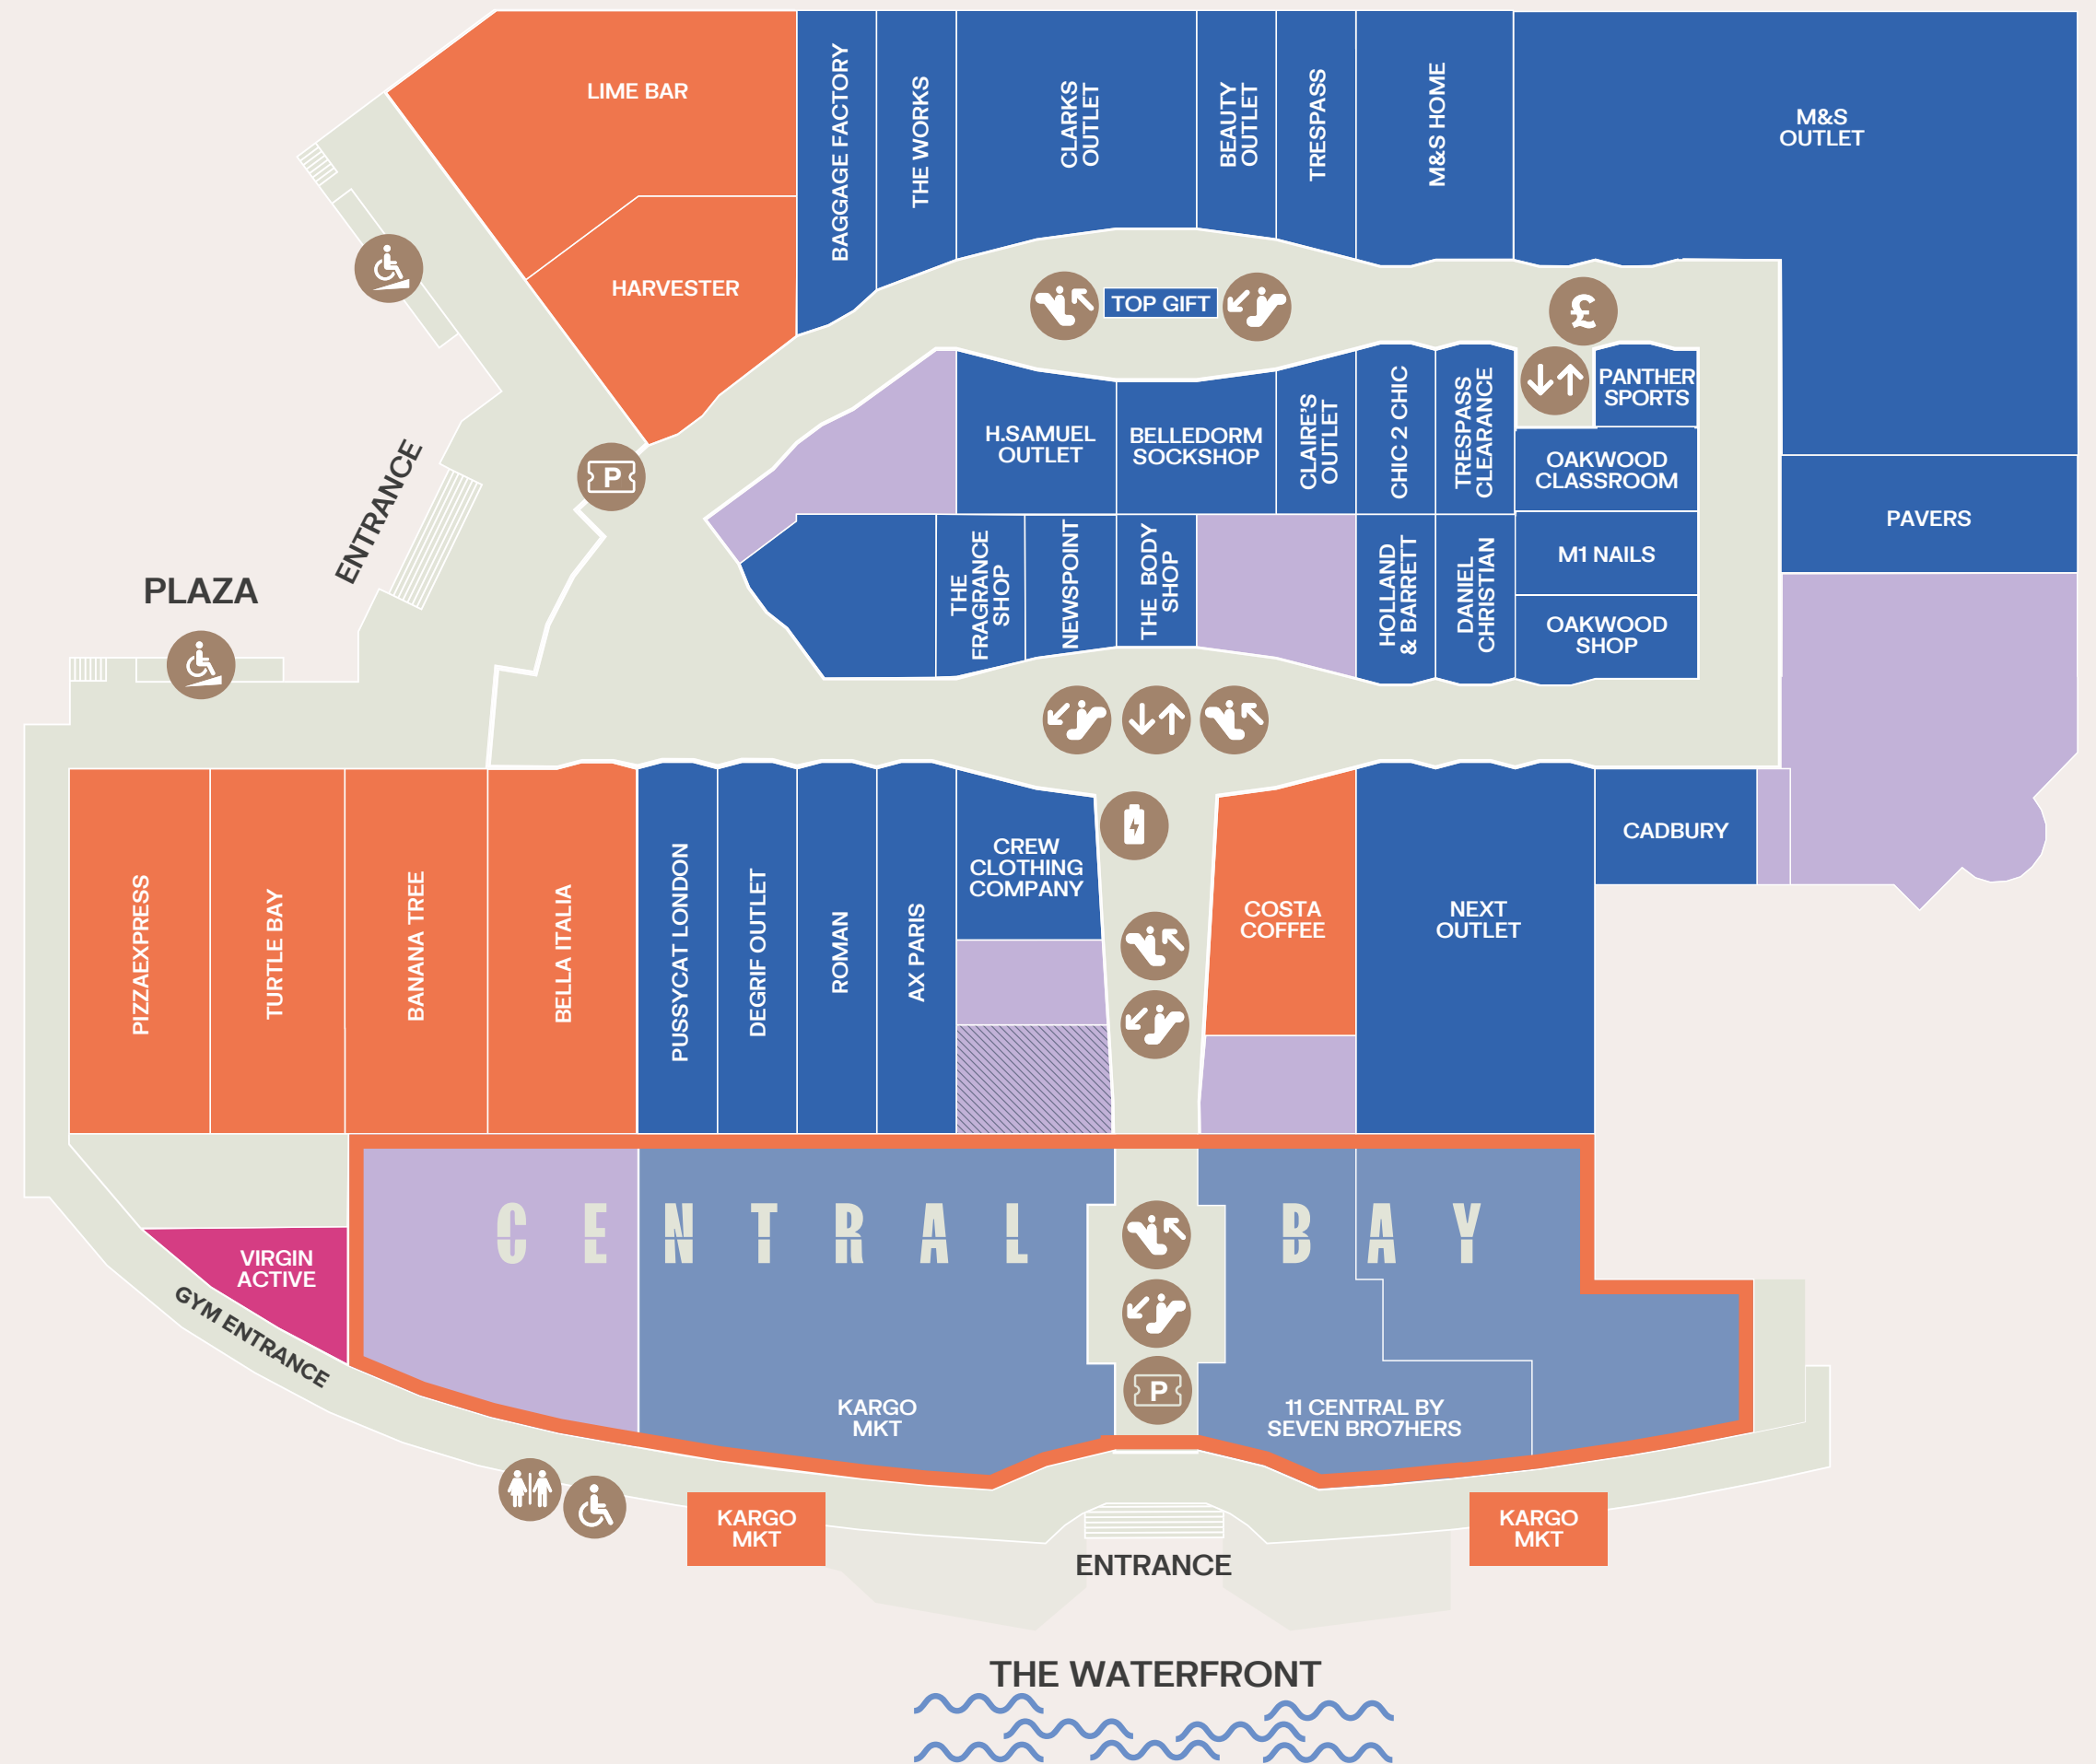 LIME BAR
HARVESTER
BAGGAGE FACTORY
THE WORKS
CLARKS
OUTLET
BEAUTY
OUTLET
TRESPASS
M&S HOME
M&S
OUTLET
TOP GIFT
£
PANTHER
SPORTS
H.SAMUEL
OUTLET
BELLEDORM
SOCKSHOP
CLAIRE'S
OUTLET
CHIC 2 CHIC
TRESPASS
CLEARANCE
OAKWOOD
CLASSROOM
PAVERS
P
ENTRANCE
PLAZA
THE
FRAGRANCE
SHOP
NEWSPOINT
THE BODY
SHOP
HOLLAND
& BARRETT
DANIEL
CHRISTIAN
M1 NAILS
OAKWOOD
SHOP
PIZZAEXPRESS
TURTLE BAY
BANANA TREE
BELLA ITALIA
PUSSYCAT LONDON
DEGRIF OUTLET
ROMAN
AX PARIS
CREW
CLOTHING
COMPANY
COSTA
COFFEE
NEXT
OUTLET
CADBURY
CENTRAL BAY
VIRGIN
ACTIVE
GYM ENTRANCE
KARGO
MKT
P
11 CENTRAL BY
SEVEN BRO7HERS
KARGO
MKT
KARGO
MKT
ENTRANCE
THE WATERFRONT